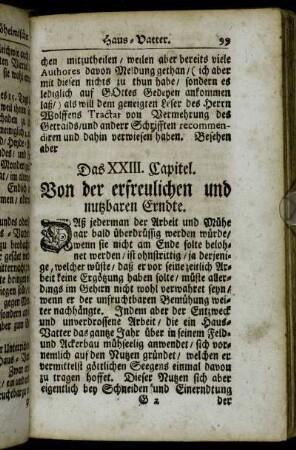 Haus-Vatter. 99
chen mitzutheilen / weilen aber bereits viele
Authores davon Meldung gethan / (ich aber
mit diesen nichts zu thun habe / sondern es
lediglich auf GOttes Gedeyen ankommen
laß /) als will dem geneigten Leser des Herrn
Wolffens Tractat von Vermehrung des
Getraids / und andere Schrifften recommen-
diren und dahin verwiesen haben. Besehen
aber
Das XXIII. Capitel.
Von der erfreulichen und
nutzbaren Erndte.
DAß jederman der Arbeit und Mühe
gar bald überdrüssig werden würde /
wenn sie nicht am Ende solte beloh-
net werden / ist ohnstrittig / ja derjeni-
ge, welcher wüste / daß er vor seine zeitlich Ar-
beit keine Ergötzung haben solte / müste aller-
dings im Gehirn nicht wohl verwahret seyn /
wenn er der unfruchtbaren Bemühung wei-
ter nachhängte. Indem aber der Entzweck
und unverdrossene Arbeit / die ein Haus-
Vatter das gantze Jahr über in seinem Feld-
und Ackerbau mühseelig anwendet / sich vor-
nemlich auf den Nutzen gründet / welchen er
vermittelst göttlichen Seegens einmal davon
zu tragen hoffet. Dieser Nutzen sich aber
eigentlich bey Schneiden und Einerndtung
G 2 der